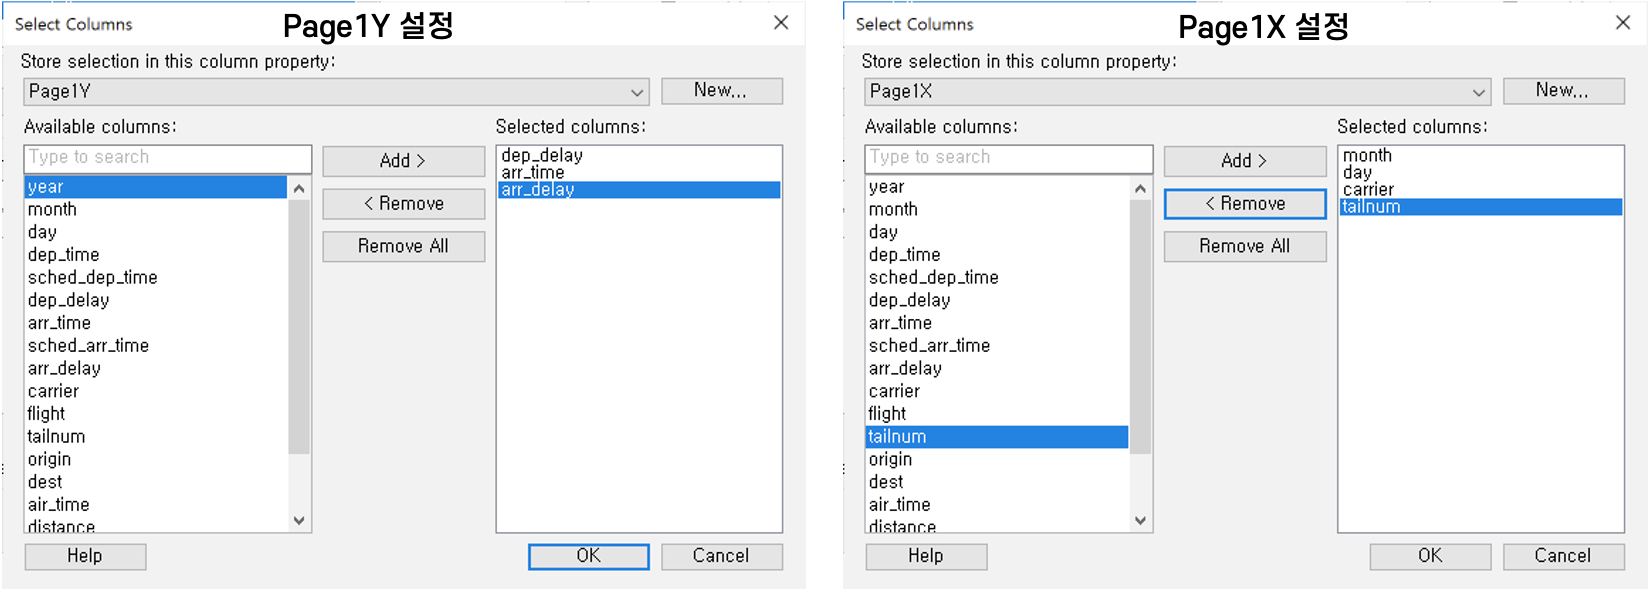 Select Columns
Page1Y 설정
Store selection in this column property:
Page1Y
New...
Available columns:
Type to search
year
month
day
dep_time
sched_dep_time
dep_delay
arr_time
sched_arr_time
arr_delay
carrier
flight
tailnum
origin
dest
air_time
distance
Add >
< Remove
Remove All
Selected columns:
dep_delay
arr_time
arr_delay
Help
OK
Cancel
Select Columns
Page1X 설정
Store selection in this column property:
Page1X
New...
Available columns:
Type to search
year
month
day
dep_time
sched_dep_time
dep_delay
arr_time
sched_arr_time
arr_delay
carrier
flight
tailnum
origin
dest
air_time
distance
Add >
< Remove
Remove All
Selected columns:
month
day
carrier
tailnum
Help
OK
Cancel